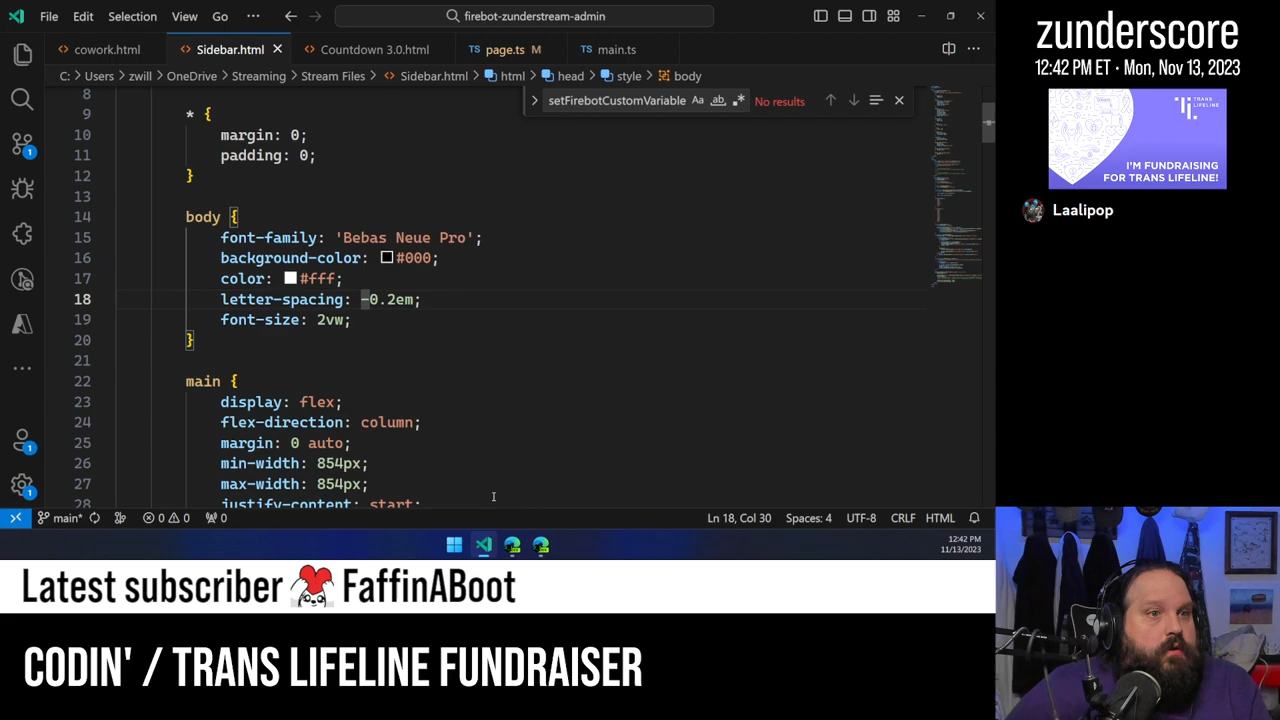 File Edit Selection View Go ··· firebot-zunderstream-admin
cowork.html Sidebar.html Countdown 3.0.html page.ts M main.ts
C: > Users > zwill > OneDrive > Streaming > Stream Files > Sidebar.html > html > head > style > body
setFirebotCustomVariable Aa ab .* No results
8
9 * {
10 margin: 0;
11 padding: 0;
12 }
13
14 body {
15 font-family: 'Bebas Neue Pro';
16 background-color: #000;
17 color: #fff;
18 letter-spacing: -0.2em;
19 font-size: 2vw;
20 }
21
22 main {
23 display: flex;
24 flex-direction: column;
25 margin: 0 auto;
26 min-width: 854px;
27 max-width: 854px;
28 justify-content: start;
1
1
1
main* 0 0 0 Ln 18, Col 30 Spaces: 4 UTF-8 CRLF HTML
12:42 PM
11/13/2023
Latest subscriber FaffinABoot
CODIN' / TRANS LIFELINE FUNDRAISER
zunderscore
12:42 PM ET · Mon, Nov 13, 2023
TRANS
LIFELINE
I'M FUNDRAISING
FOR TRANS LIFELINE!
Laalipop